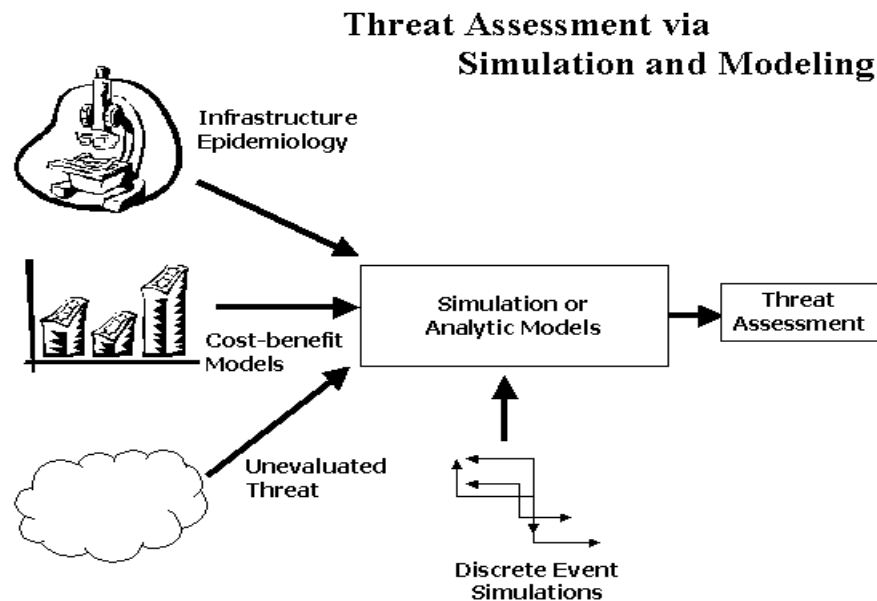 Threat Assessment via
Simulation and Modeling
Infrastructure
Epidemiology
Simulation or
Analytic Models
Threat
Assessment
Cost-benefit
Models
Unevaluated
Threat
Discrete Event
Simulations